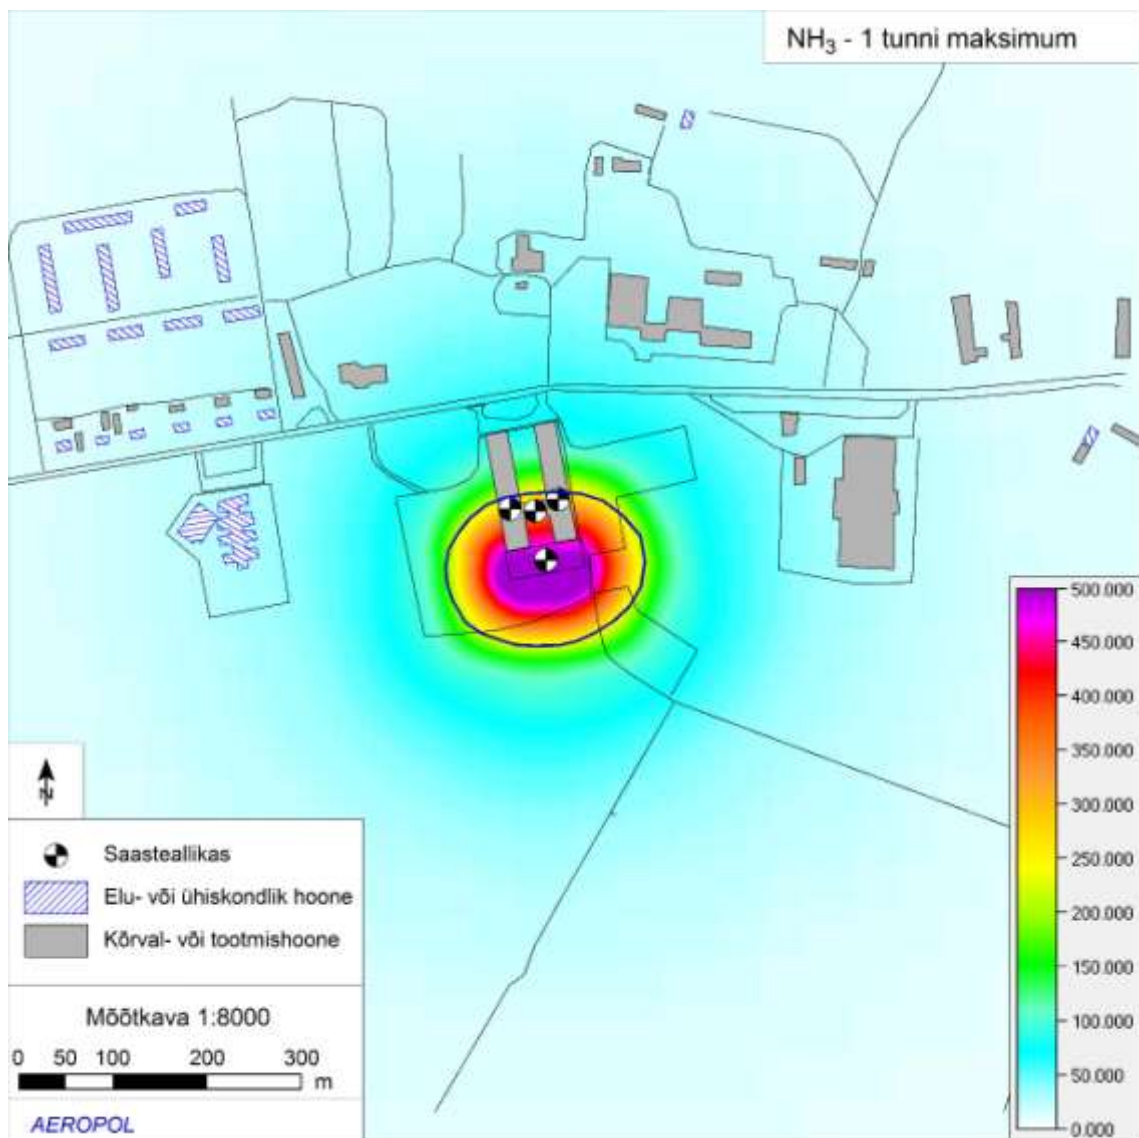 NH₃ - 1 tunni maksimum
N
Saasteallikas
Elu- või ühiskondlik hoone
Kõrval- või tootmishoone
Mõõtkava 1:8000
0 50 100 200 300
m
AEROPOL
500.000
450.000
400.000
350.000
300.000
250.000
200.000
150.000
100.000
50.000
0.000